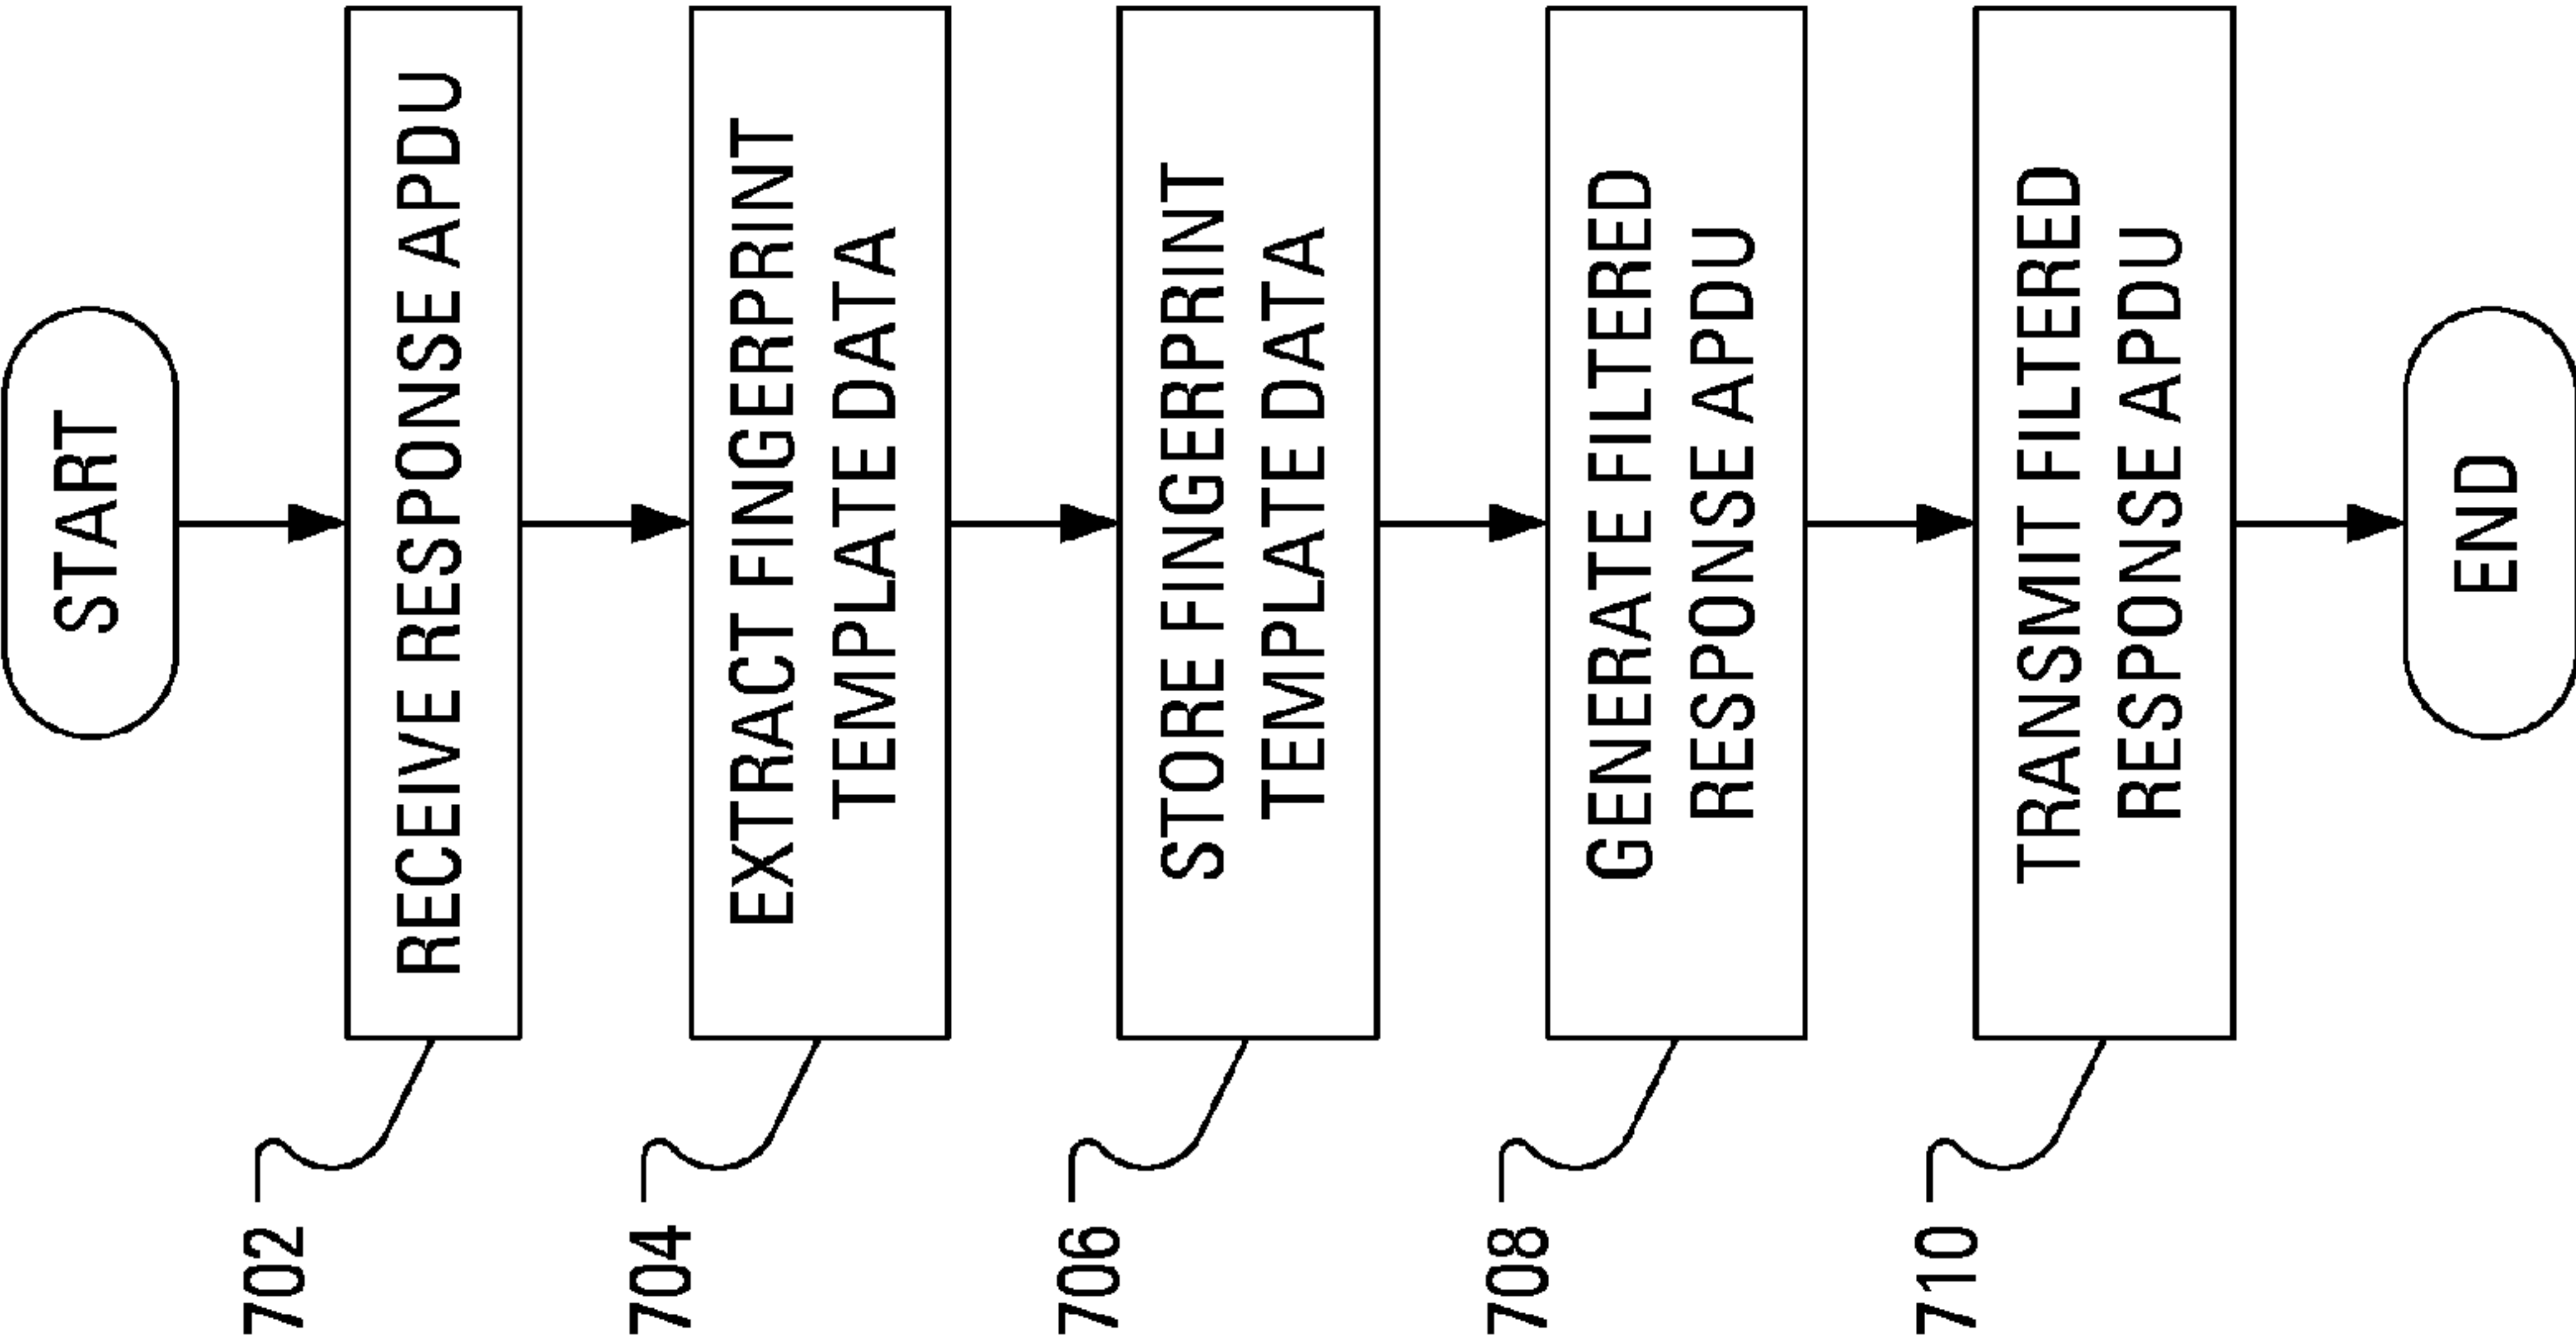 START
702
RECEIVE RESPONSE APDU
704
EXTRACT FINGERPRINT
TEMPLATE DATA
706
STORE FINGERPRINT
TEMPLATE DATA
708
GENERATE FILTERED
RESPONSE APDU
710
TRANSMIT FILTERED
RESPONSE APDU
END